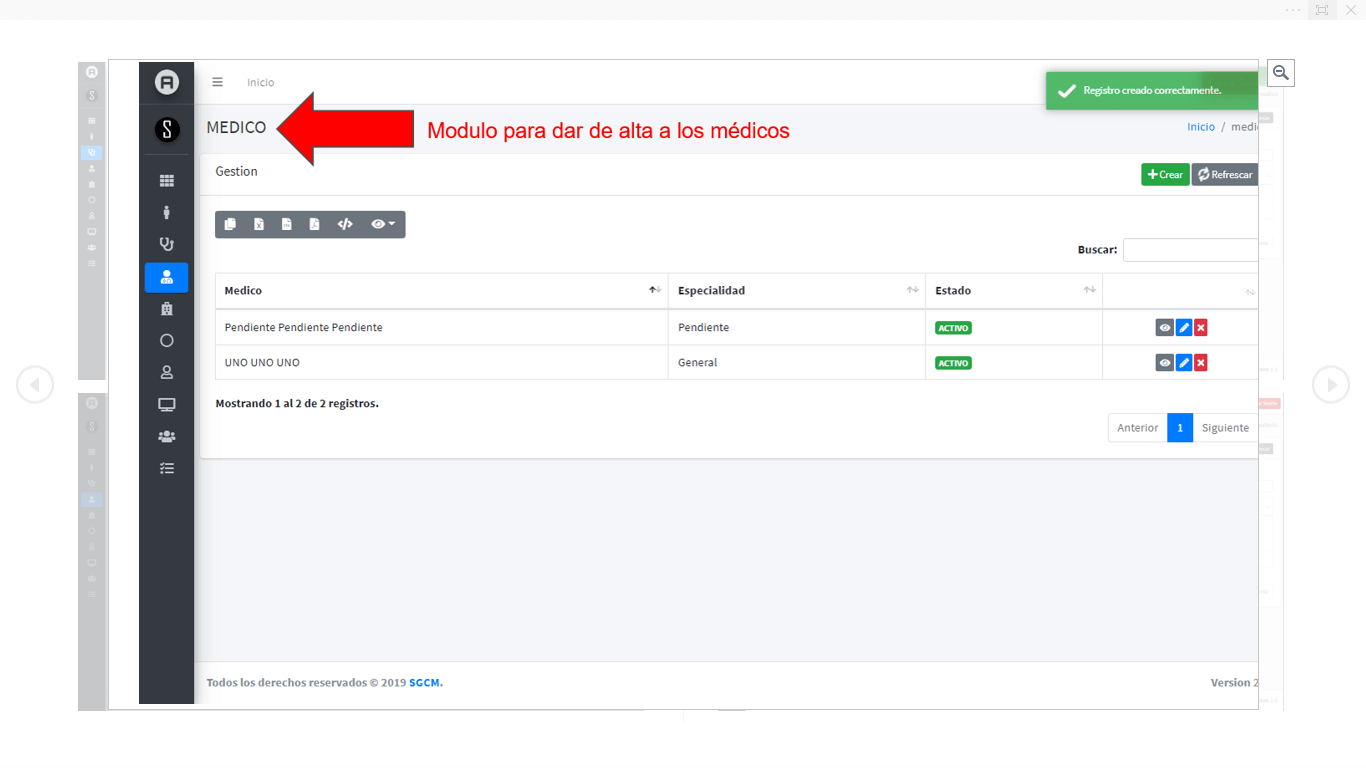 Inicio
Registro creado correctamente.
MEDICO
Modulo para dar de alta a los médicos
Inicio / medi
Gestion
Crear
Refrescar
Buscar:
Medico
Especialidad
Estado
Pendiente Pendiente Pendiente
Pendiente
ACTIVO
UNO UNO UNO
General
ACTIVO
Mostrando 1 al 2 de 2 registros.
Anterior
1
Siguiente
Todos los derechos reservados © 2019 SGCM.
Version 2